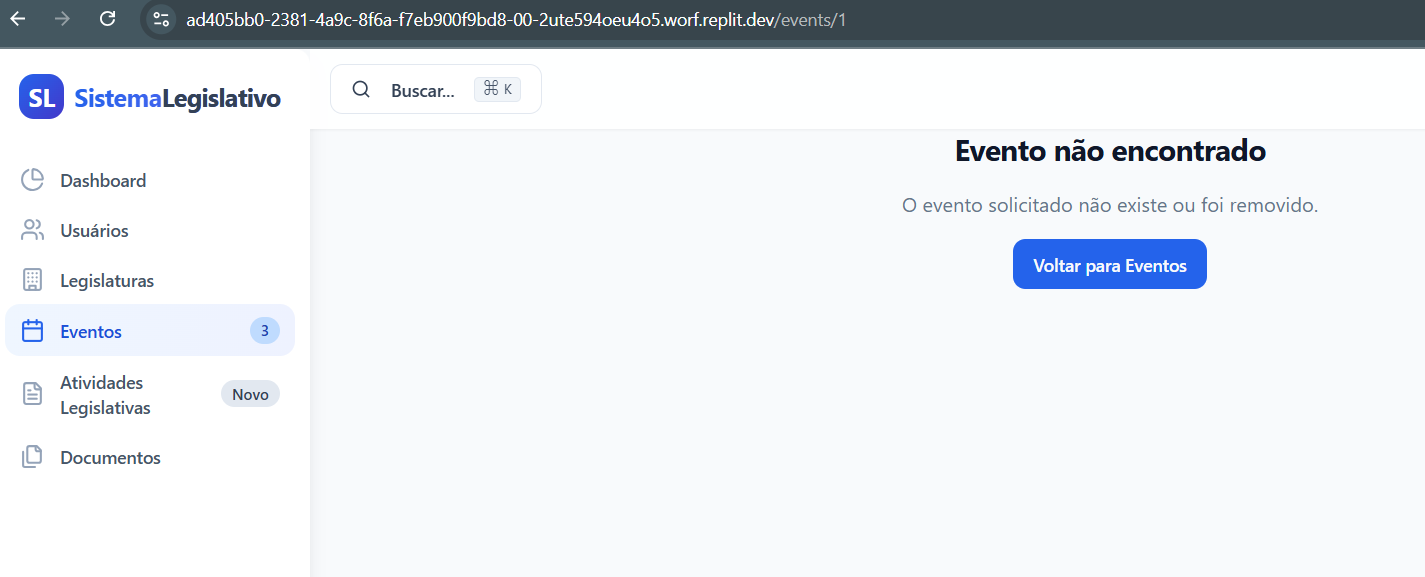 ad405bb0-2381-4a9c-8f6a-f7eb900f9bd8-00-2ute594oeu4o5.worf.replit.dev/events/1
SL SistemaLegislativo
Buscar... ⌘ K
Dashboard
Usuários
Legislaturas
Eventos 3
Atividades
Legislativas
Novo
Documentos
Evento não encontrado
O evento solicitado não existe ou foi removido.
Voltar para Eventos